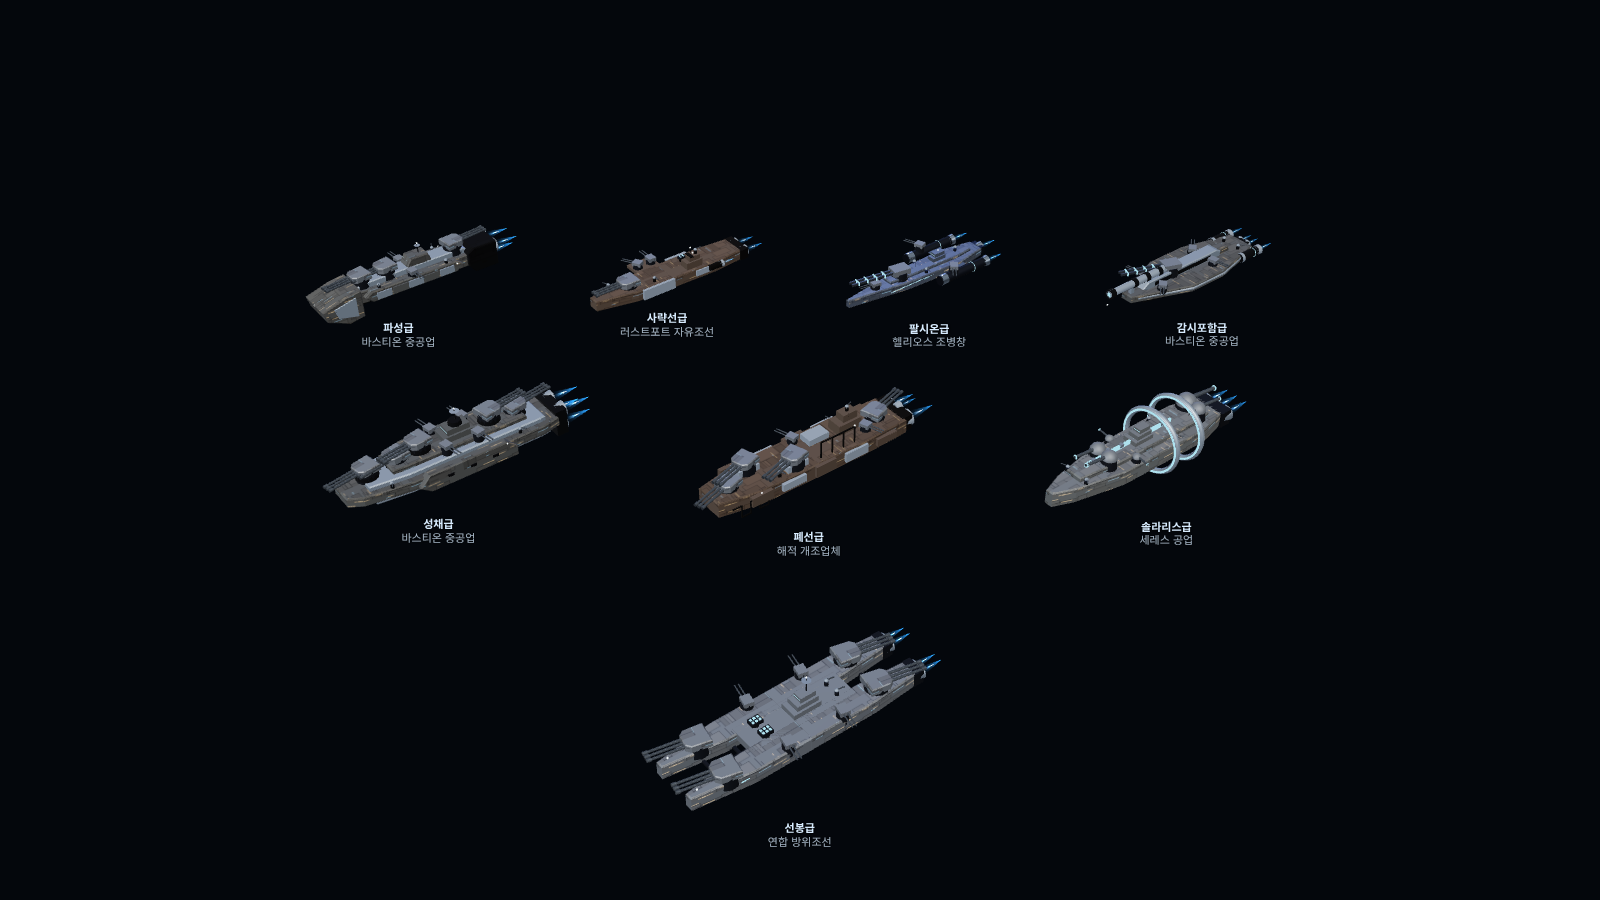 파성급
바스티온 중공업
사략선급
러스트포트 자유조선
팔시온급
헬리오스 조병창
감시포함급
바스티온 중공업
성채급
바스티온 중공업
폐선급
해적 개조업체
솔라리스급
세레스 공업
선봉급
연합 방위조선